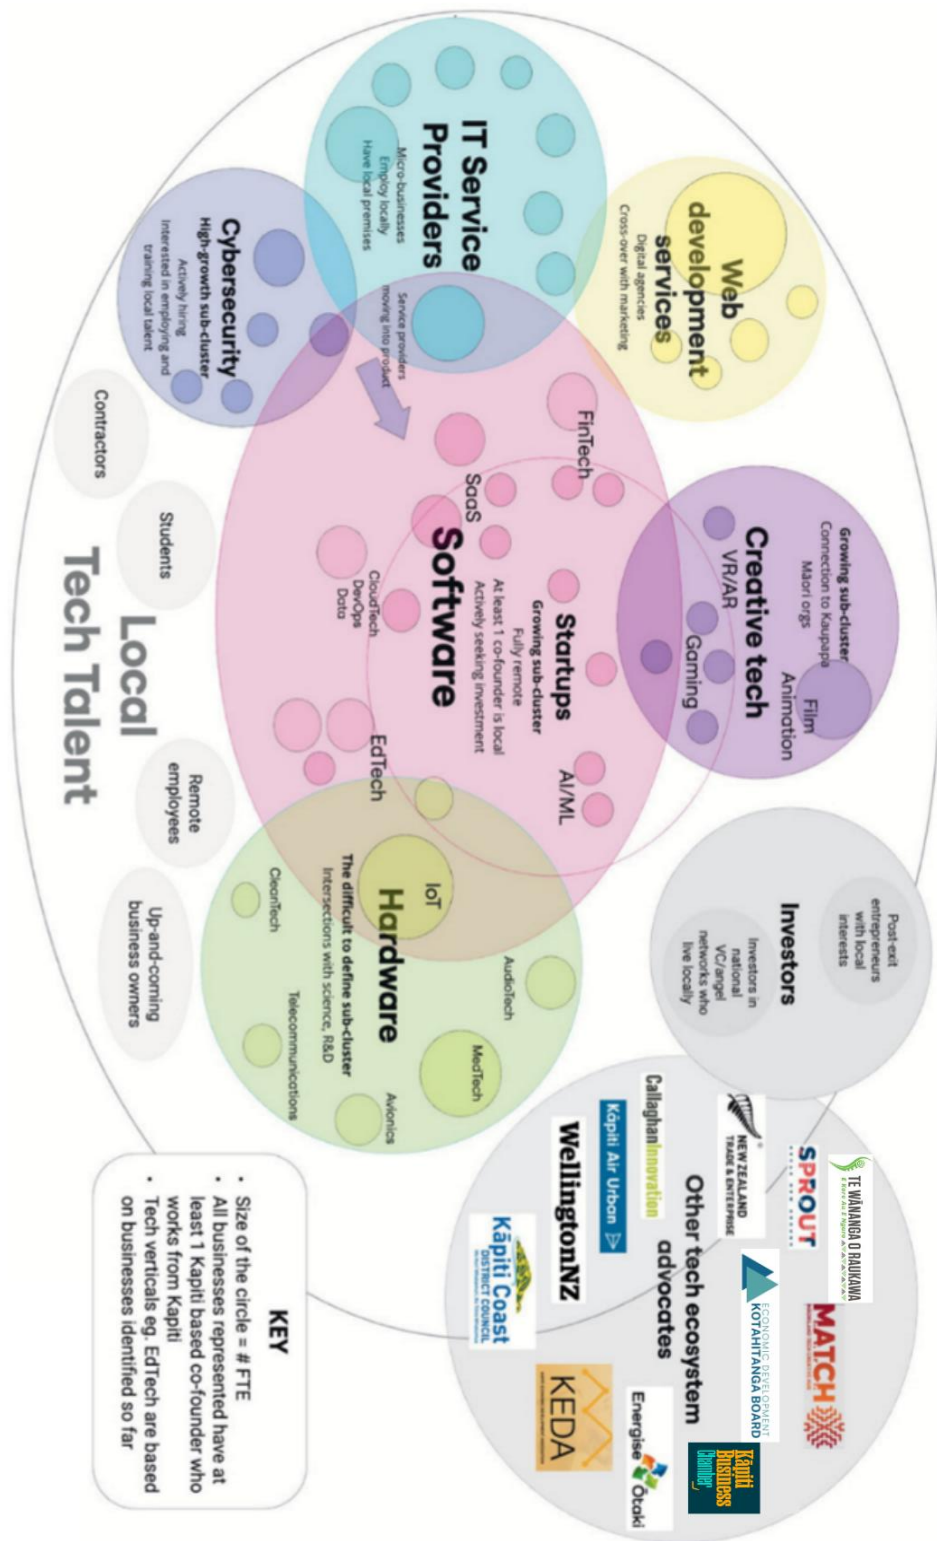 IT Service
Providers
Micro-businesses
Employ locally
Have local premises
Service providers
moving into product
Web
development
services
Digital agencies
Cross-over with marketing
Cybersecurity
High-growth sub-cluster
Actively hiring
Interested in employing and
training local talent
Growing sub-cluster
Connection to Kaupapa
Māori orgs
Creative tech
VR/AR
Gaming
Film
Animation
FinTech
SaaS
Software
Startups
Growing sub-cluster
Fully remote
At least 1 co-founder is local
Actively seeking investment
AI/ML
CloudTech
DevOps
Data
EdTech
IoT
Hardware
The difficult to define sub-cluster
Intersections with science, R&D
CleanTech
Telecommunications
AudioTech
MedTech
Avionics
Post-exit
entrepreneurs
with local
interests
Investors
Investors in
national
VC/angel
networks who
live locally
Contractors
Students
Local
Tech Talent
Remote
employees
Up-and-coming
business owners
TE WĀNANGA O RAUKAWA
SPROUT
MATCH
NEW ZEALAND
TRADE & ENTERPRISE
ECONOMIC DEVELOPMENT
KOTAHITANGA BOARD
Kāpiti
Business
Chamber
Other tech ecosystem
advocates
CallaghanInnovation
Kāpiti Air Urban
WellingtonNZ
Kāpiti Coast
DISTRICT COUNCIL
Energise Ōtaki
KEDA
KEY
• Size of the circle = # FTE
• All businesses represented have at
least 1 Kapiti based co-founder who
works from Kapiti
• Tech verticals eg. EdTech are based
on businesses identified so far